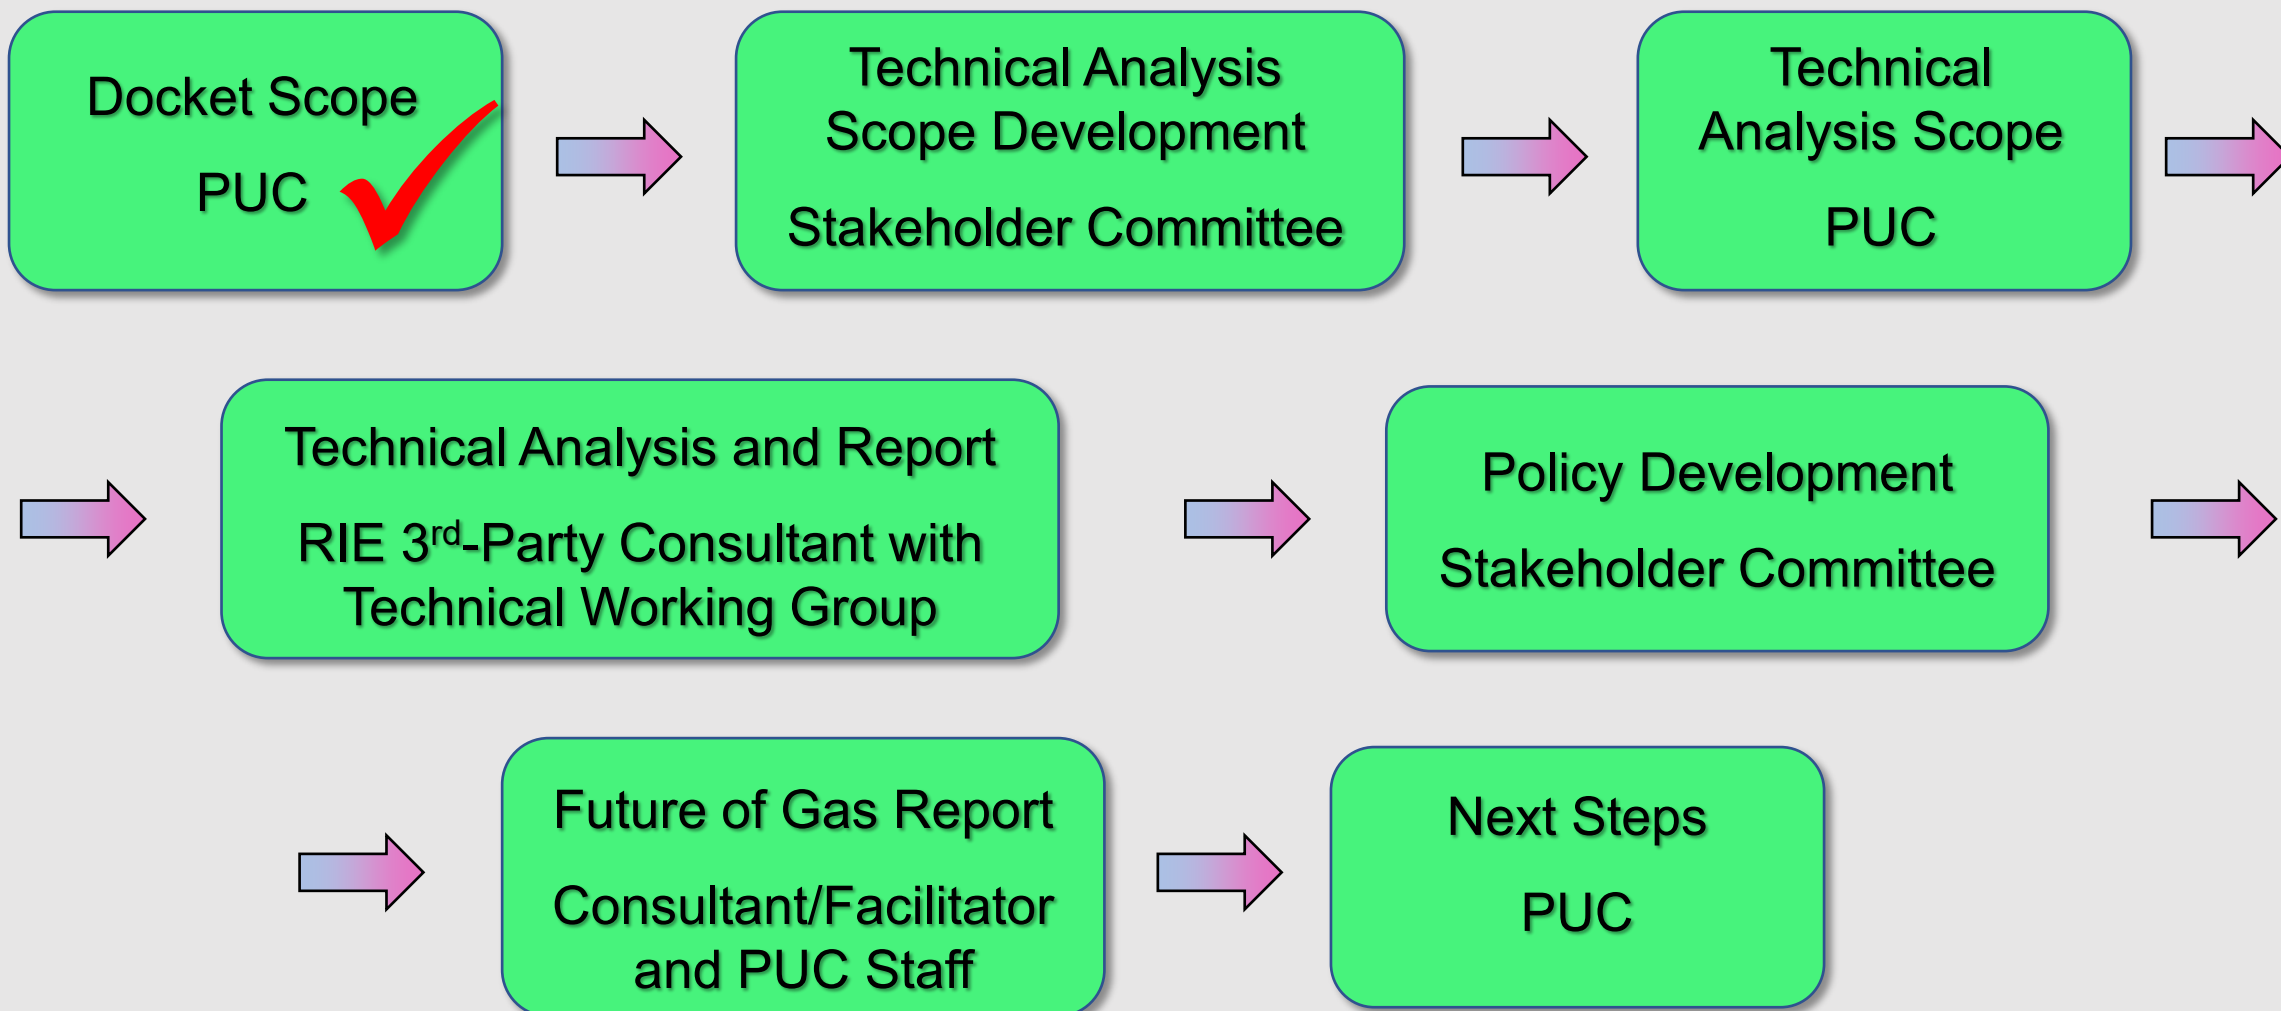 Docket Scope
PUC
Technical Analysis
Scope Development
Stakeholder Committee
Technical
Analysis Scope
PUC
Technical Analysis and Report
RIE 3rd-Party Consultant with
Technical Working Group
Policy Development
Stakeholder Committee
Future of Gas Report
Consultant/Facilitator
and PUC Staff
Next Steps
PUC